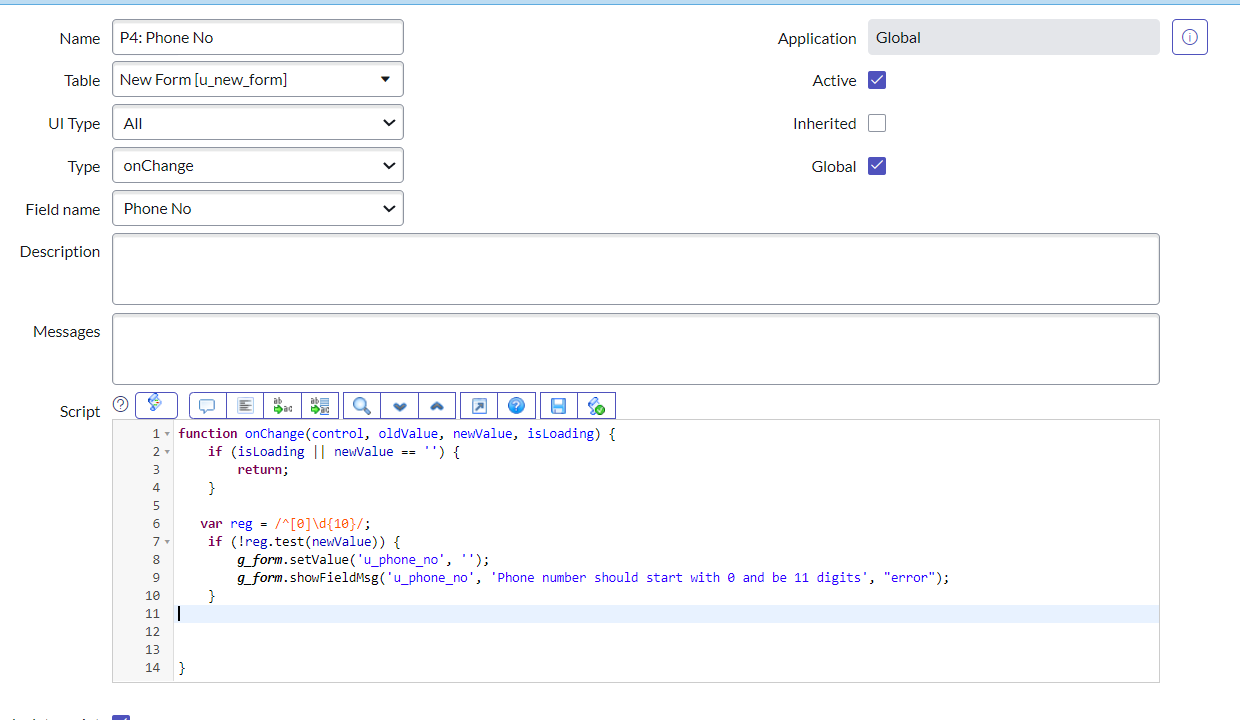 Name P4: Phone No Application Global
Table New Form [u_new_form] Active
UI Type All Inherited
Type onChange Global
Field name Phone No
Description
Messages
Script
1 function onChange(control, oldValue, newValue, isLoading) {
2 if (isLoading || newValue == '') {
3 return;
4 }
5
6 var reg = /^[0]\d{10}/;
7 if (!reg.test(newValue)) {
8 g_form.setValue('u_phone_no', '');
9 g_form.showFieldMsg('u_phone_no', 'Phone number should start with 0 and be 11 digits', "error");
10 }
11
12
13
14 }